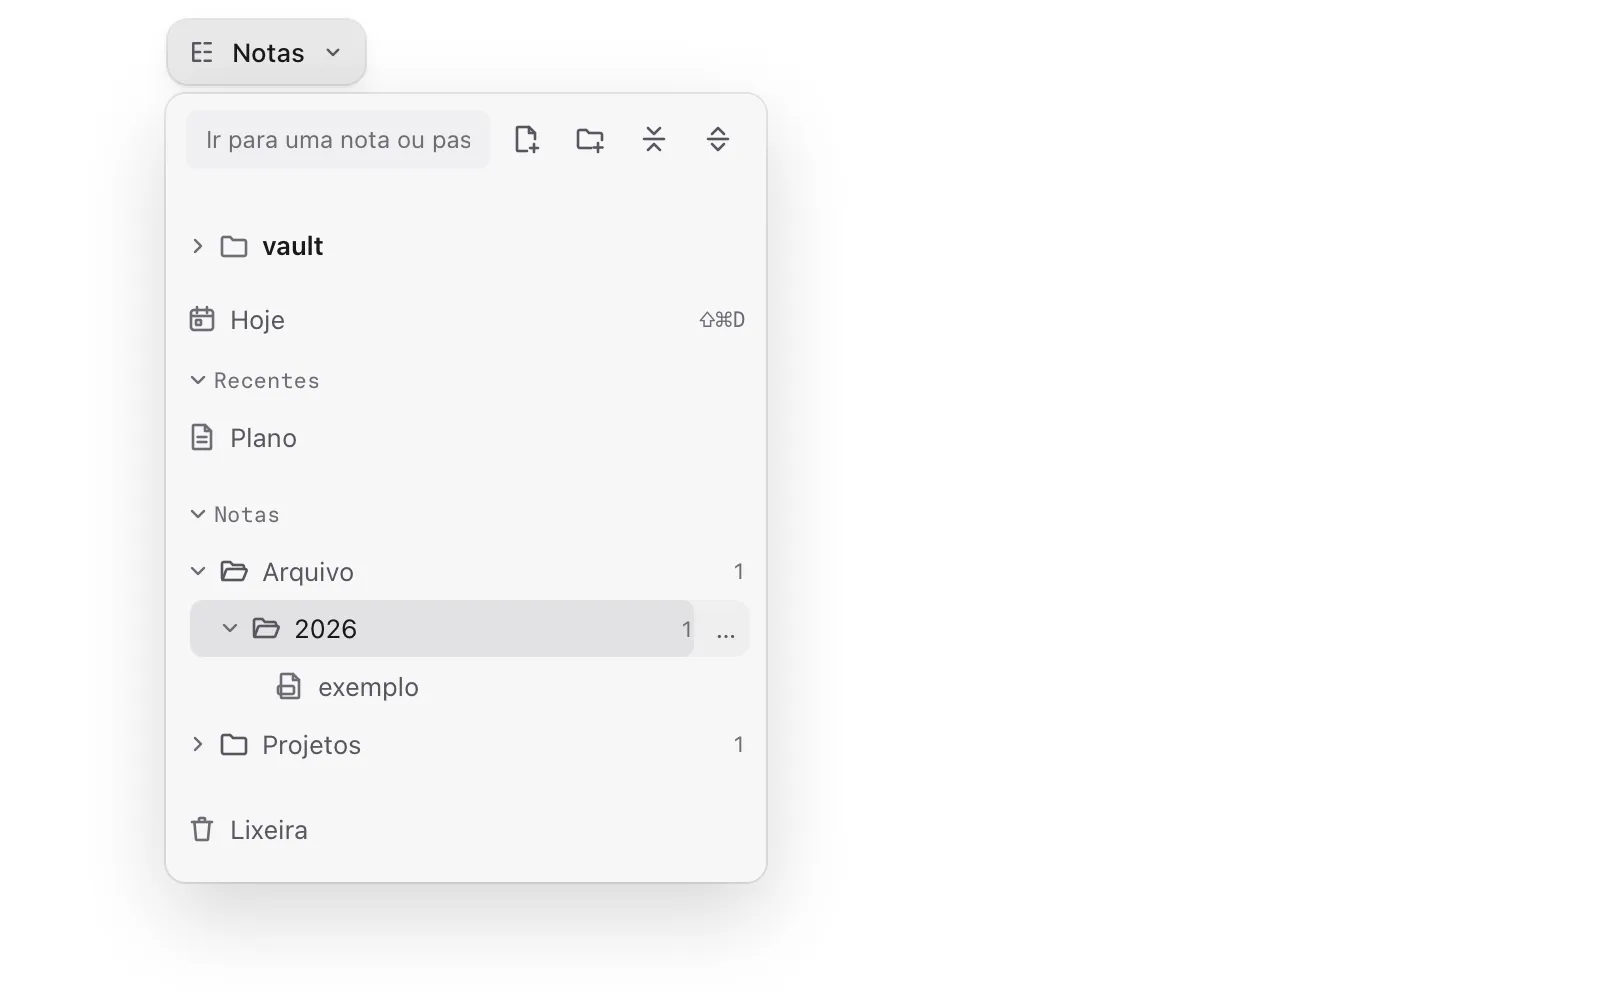 Notas
Ir para uma nota ou pas
vault
Hoje ⇧⌘D
Recentes
Plano
Notas
Arquivo 1
2026 1 ...
exemplo
Projetos 1
Lixeira